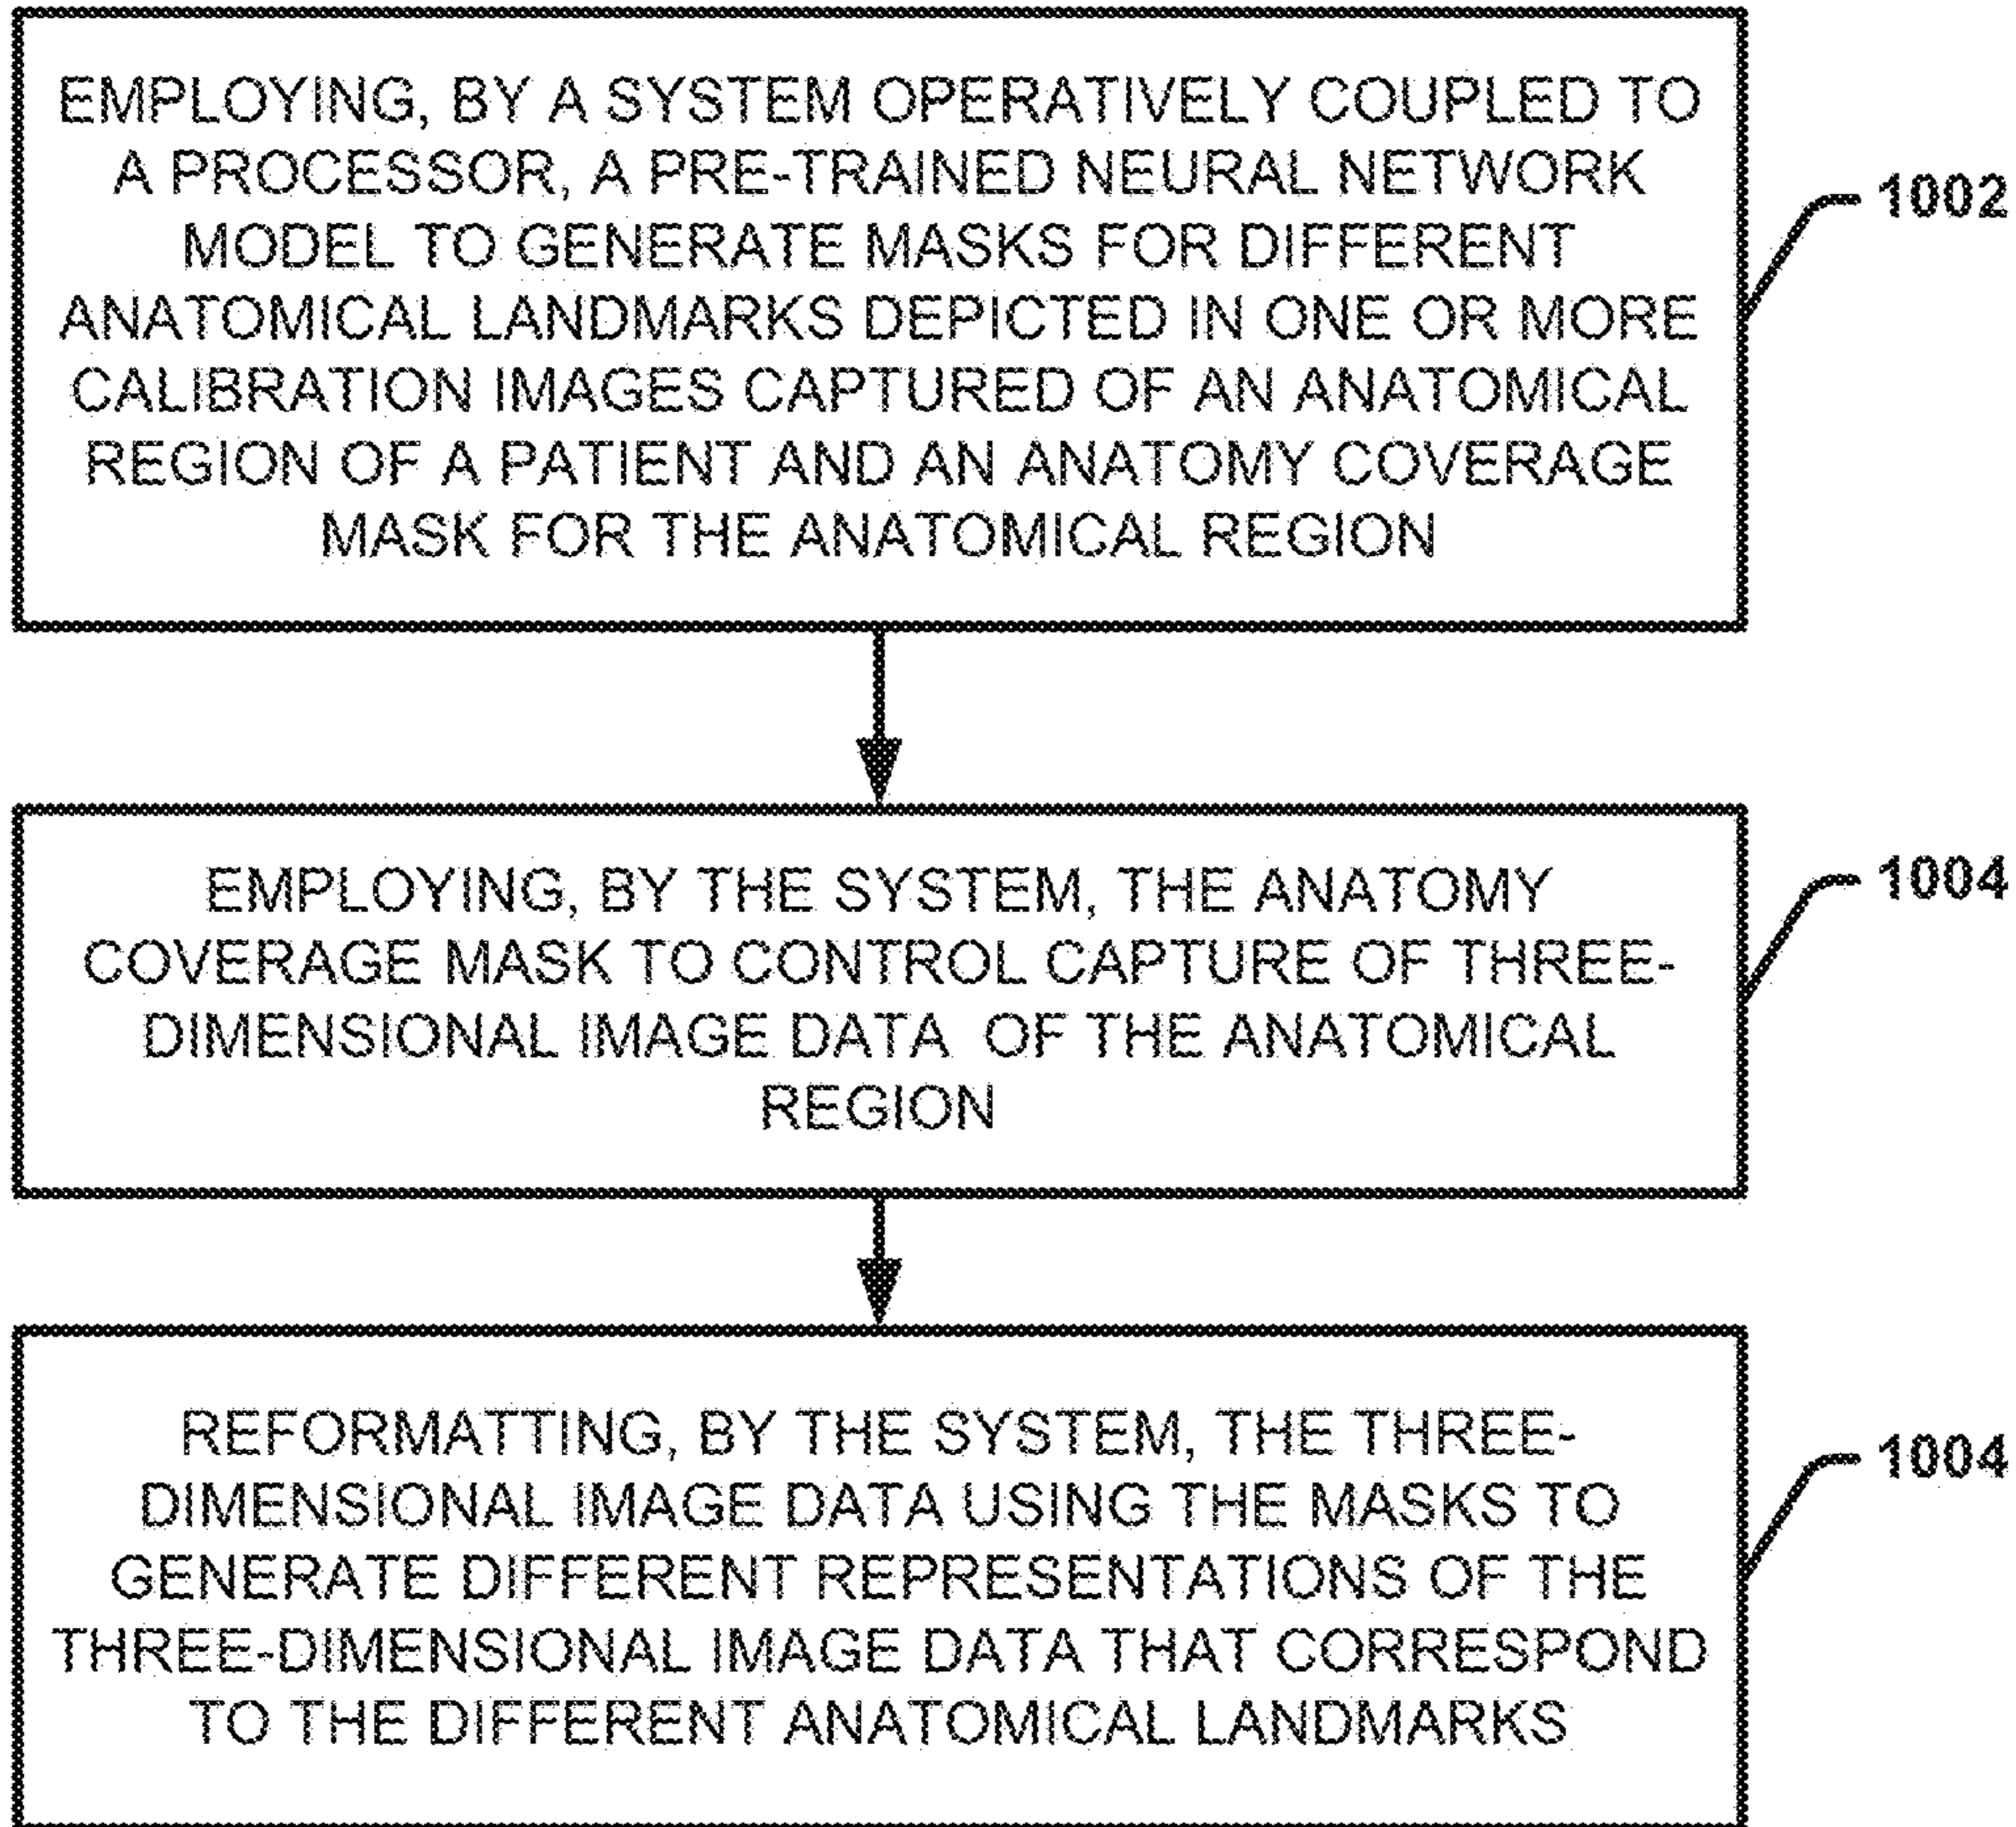 EMPLOYING, BY A SYSTEM OPERATIVELY COUPLED TO
A PROCESSOR, A PRE-TRAINED NEURAL NETWORK
MODEL TO GENERATE MASKS FOR DIFFERENT
ANATOMICAL LANDMARKS DEPICTED IN ONE OR MORE
CALIBRATION IMAGES CAPTURED OF AN ANATOMICAL
REGION OF A PATIENT AND AN ANATOMY COVERAGE
MASK FOR THE ANATOMICAL REGION
1002
EMPLOYING, BY THE SYSTEM, THE ANATOMY
COVERAGE MASK TO CONTROL CAPTURE OF THREE-
DIMENSIONAL IMAGE DATA OF THE ANATOMICAL
REGION
1004
REFORMATTING, BY THE SYSTEM, THE THREE-
DIMENSIONAL IMAGE DATA USING THE MASKS TO
GENERATE DIFFERENT REPRESENTATIONS OF THE
THREE-DIMENSIONAL IMAGE DATA THAT CORRESPOND
TO THE DIFFERENT ANATOMICAL LANDMARKS
1004